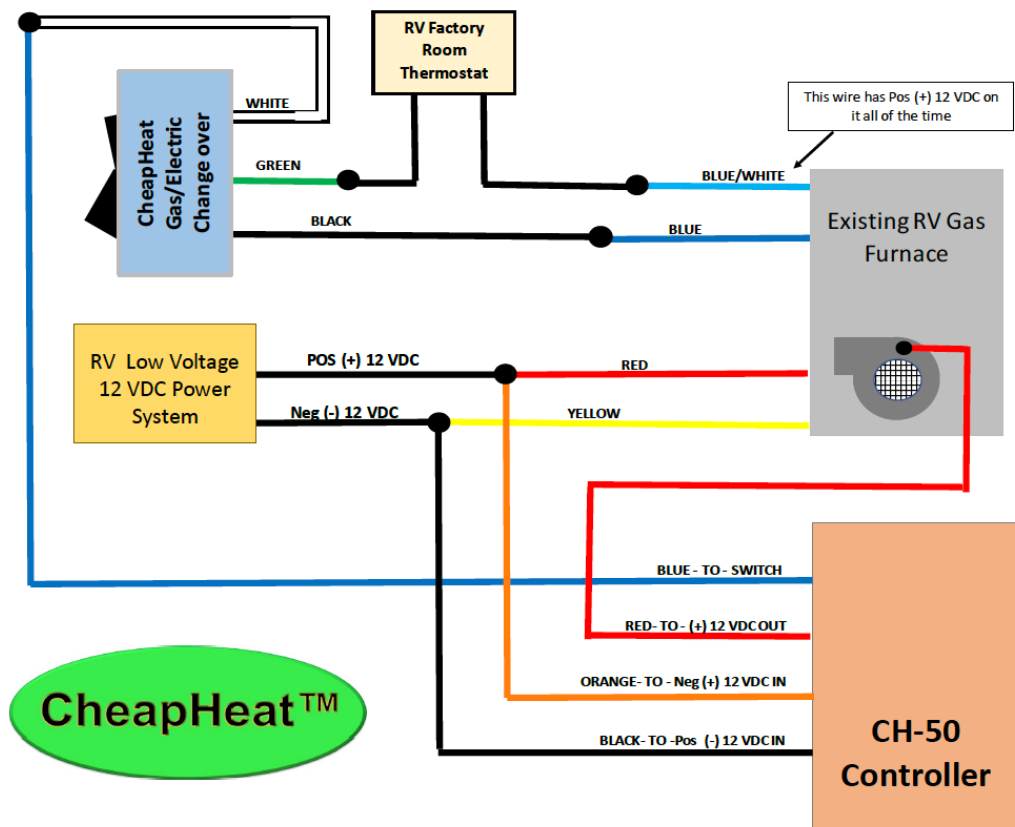 RV Factory
Room
Thermostat
This wire has Pos (+) 12 VDC on
it all of the time
WHITE
CheapHeat
Gas/Electric
Change over
GREEN
BLUE/WHITE
BLACK
BLUE
Existing RV Gas
Furnace
RV Low Voltage
12 VDC Power
System
POS (+) 12 VDC
RED
Neg (-) 12 VDC
YELLOW
BLUE - TO - SWITCH
RED- TO - (+) 12 VDC OUT
ORANGE- TO - Neg (+) 12 VDC IN
BLACK- TO -Pos (-) 12 VDC IN
CheapHeat™
CH-50
Controller